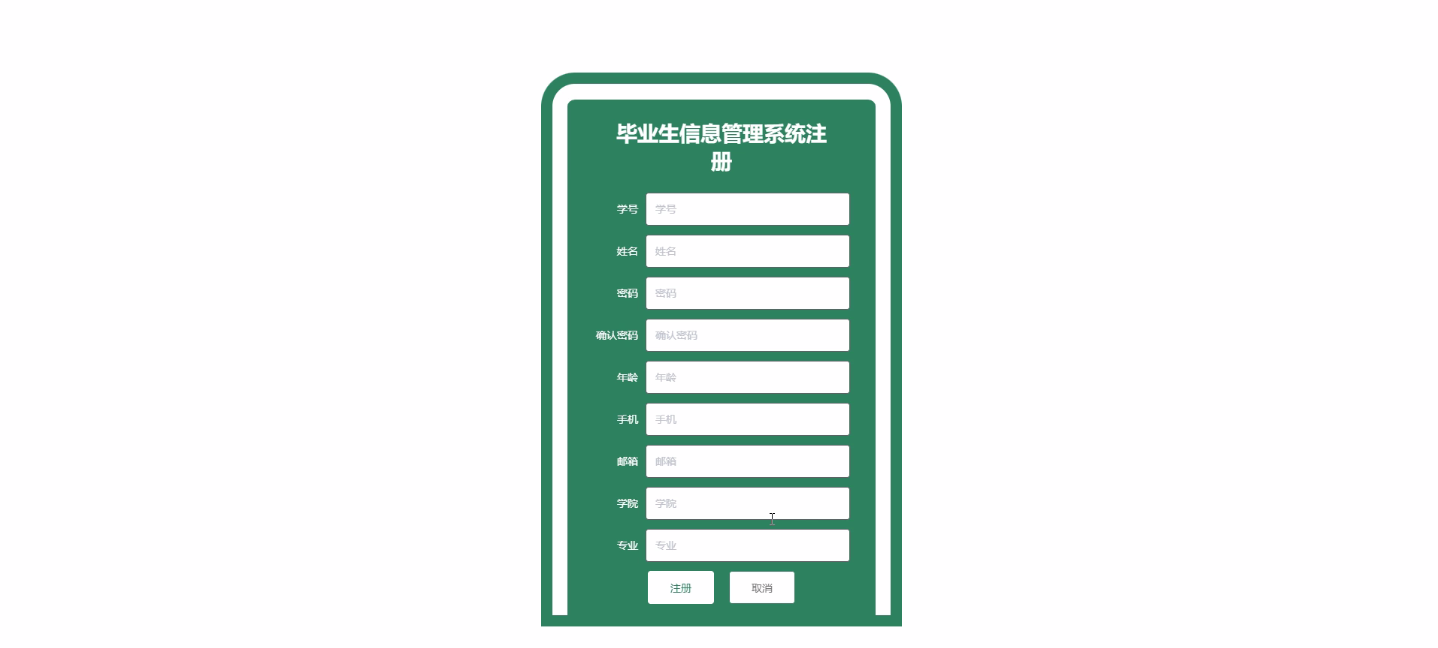 毕业生信息管理系统注
册
学号 学号
姓名 姓名
密码 密码
确认密码 确认密码
年龄 年龄
手机 手机
邮箱 邮箱
学院 学院
专业 专业
注册 取消